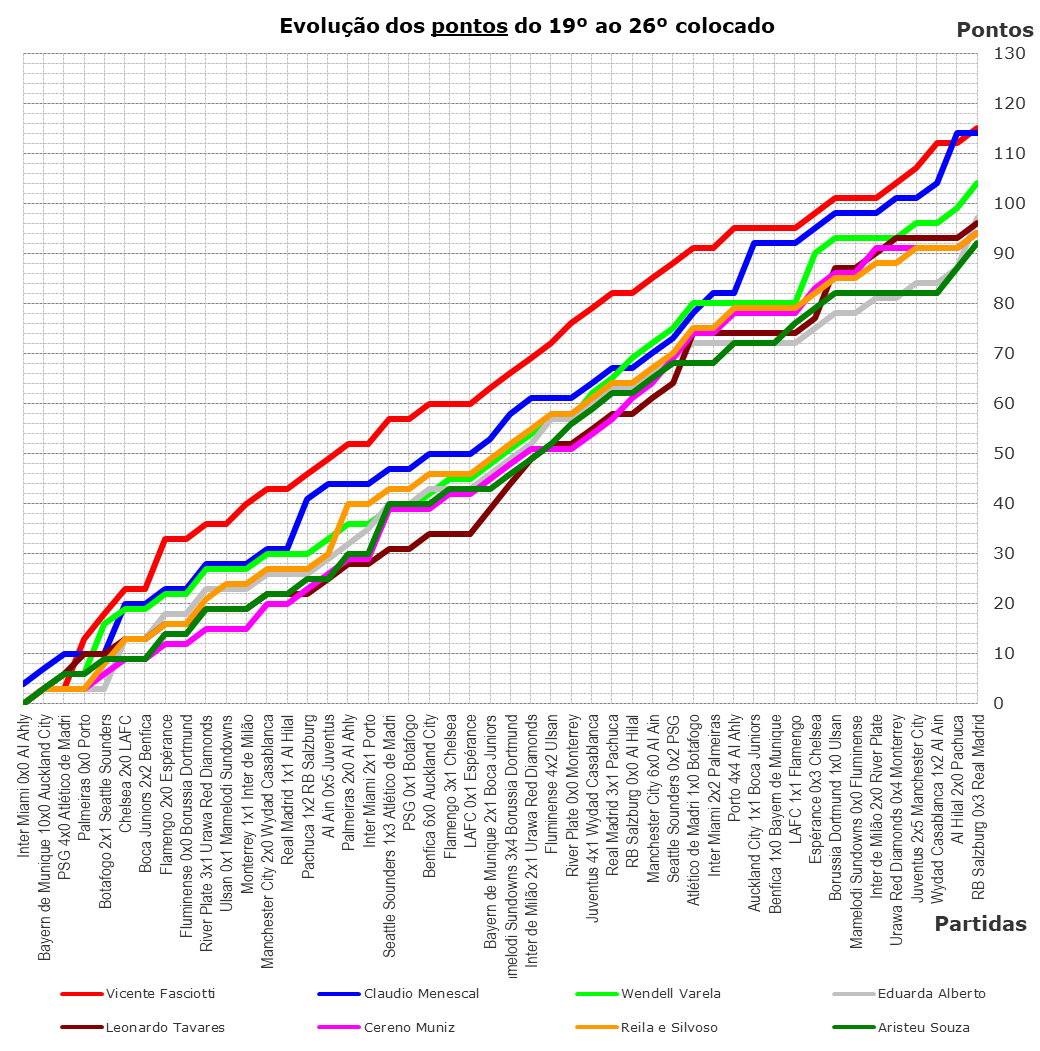 Evolução dos pontos do 19º ao 26º colocado
Pontos
130
120
110
100
90
80
70
60
50
40
30
20
10
0
Inter Miami 0x0 Al Ahly
Bayern de Munique 10x0 Auckland City
PSG 4x0 Atlético de Madri
Palmeiras 0x0 Porto
Botafogo 2x1 Seattle Sounders
Chelsea 2x0 LAFC
Boca Juniors 2x2 Benfica
Flamengo 2x0 Espérance
Fluminense 0x0 Borussia Dortmund
River Plate 3x1 Urawa Red Diamonds
Ulsan 0x1 Mamelodi Sundowns
Monterrey 1x1 Inter de Milão
Manchester City 2x0 Wydad Casablanca
Real Madrid 1x1 Al Hilal
Pachuca 1x2 RB Salzburg
Al Ain 0x5 Juventus
Palmeiras 2x0 Al Ahly
Inter Miami 2x1 Porto
Seattle Sounders 1x3 Atlético de Madri
PSG 0x1 Botafogo
Benfica 6x0 Auckland City
Flamengo 3x1 Chelsea
LAFC 0x1 Espérance
Bayern de Munique 2x1 Boca Juniors
melodi Sundowns 3x4 Borussia Dortmund
Inter de Milão 2x1 Urawa Red Diamonds
Fluminense 4x2 Ulsan
River Plate 0x0 Monterrey
Juventus 4x1 Wydad Casablanca
Real Madrid 3x1 Pachuca
RB Salzburg 0x0 Al Hilal
Manchester City 6x0 Al Ain
Seattle Sounders 0x2 PSG
Atlético de Madri 1x0 Botafogo
Inter Miami 2x2 Palmeiras
Porto 4x4 Al Ahly
Auckland City 1x1 Boca Juniors
Benfica 1x0 Bayern de Munique
LAFC 1x1 Flamengo
Espérance 0x3 Chelsea
Borussia Dortmund 1x0 Ulsan
Mamelodi Sundowns 0x0 Fluminense
Inter de Milão 2x0 River Plate
Urawa Red Diamonds 0x4 Monterrey
Juventus 2x5 Manchester City
Wydad Casablanca 1x2 Al Ain
Al Hilal 2x0 Pachuca
RB Salzburg 0x3 Real Madrid
Partidas
Vicente Fasciotti
Claudio Menescal
Wendell Varela
Eduarda Alberto
Leonardo Tavares
Cereno Muniz
Reila e Silvoso
Aristeu Souza